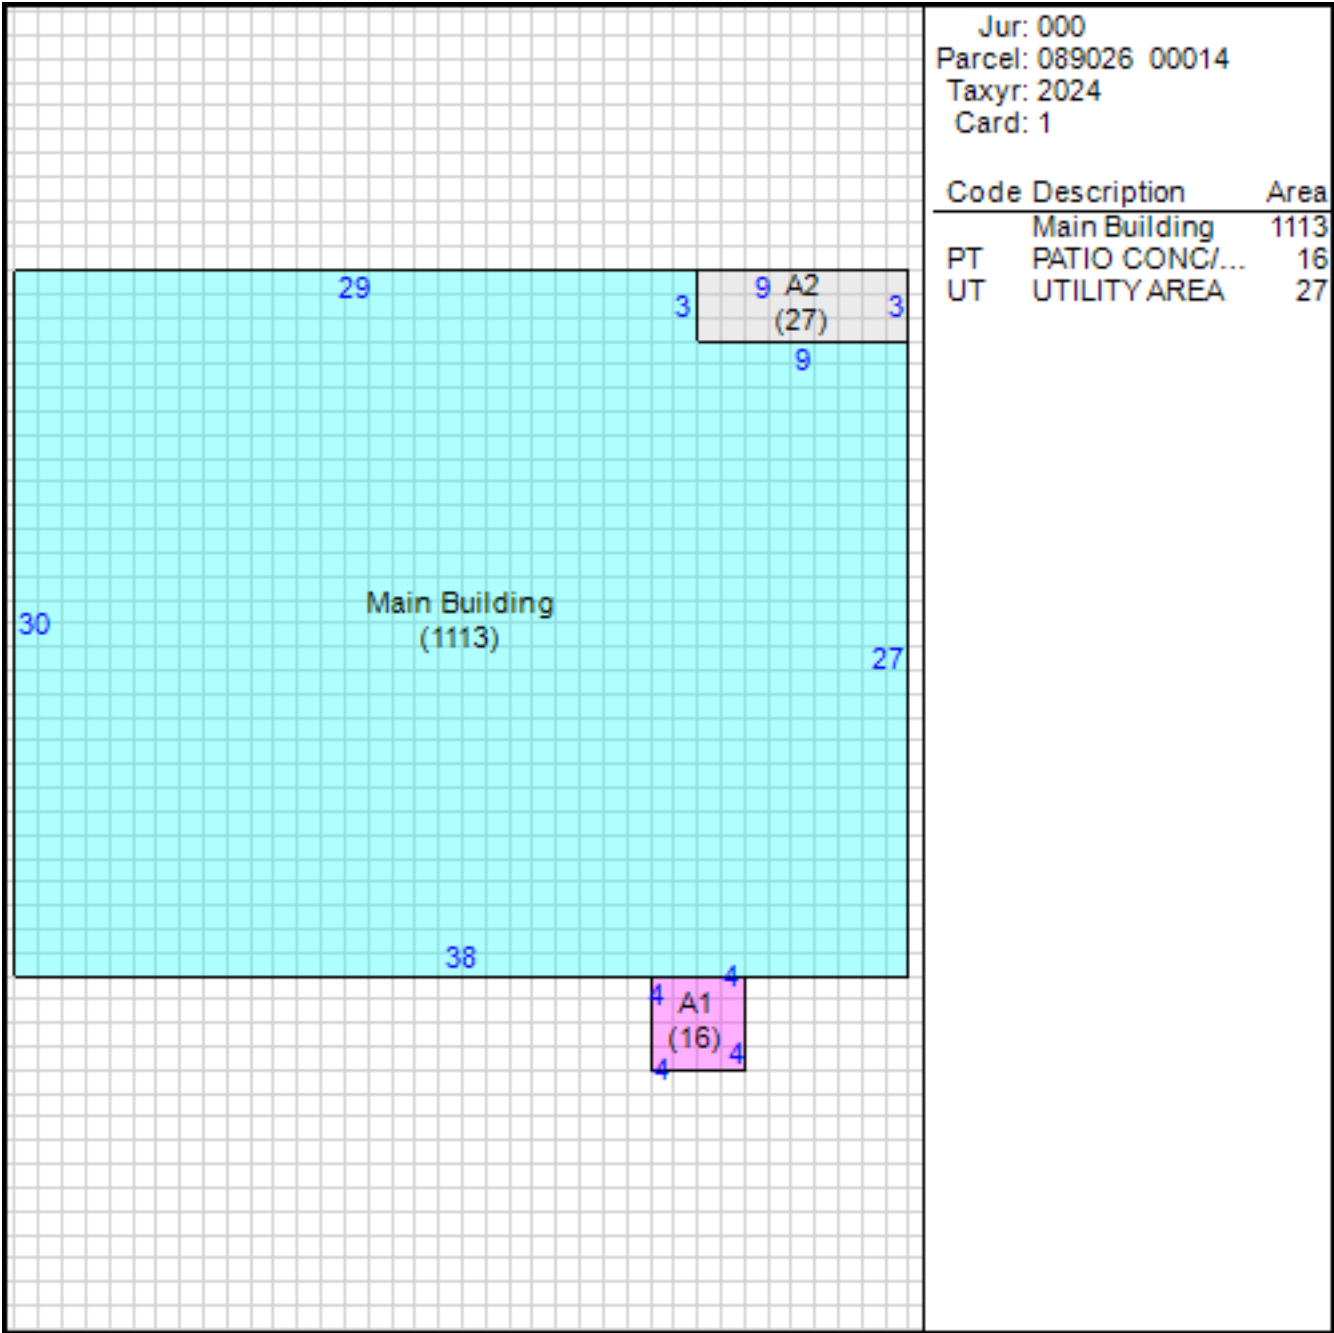 Jur: 000
Parcel: 089026 00014
Taxyr: 2024
Card: 1
Code Description Area
Main Building 1113
PT PATIO CONC/... 16
UT UTILITY AREA 27
29
3
9 A2
(27)
3
9
Main Building
(1113)
30
27
38
4
4
A1
(16)
4
4